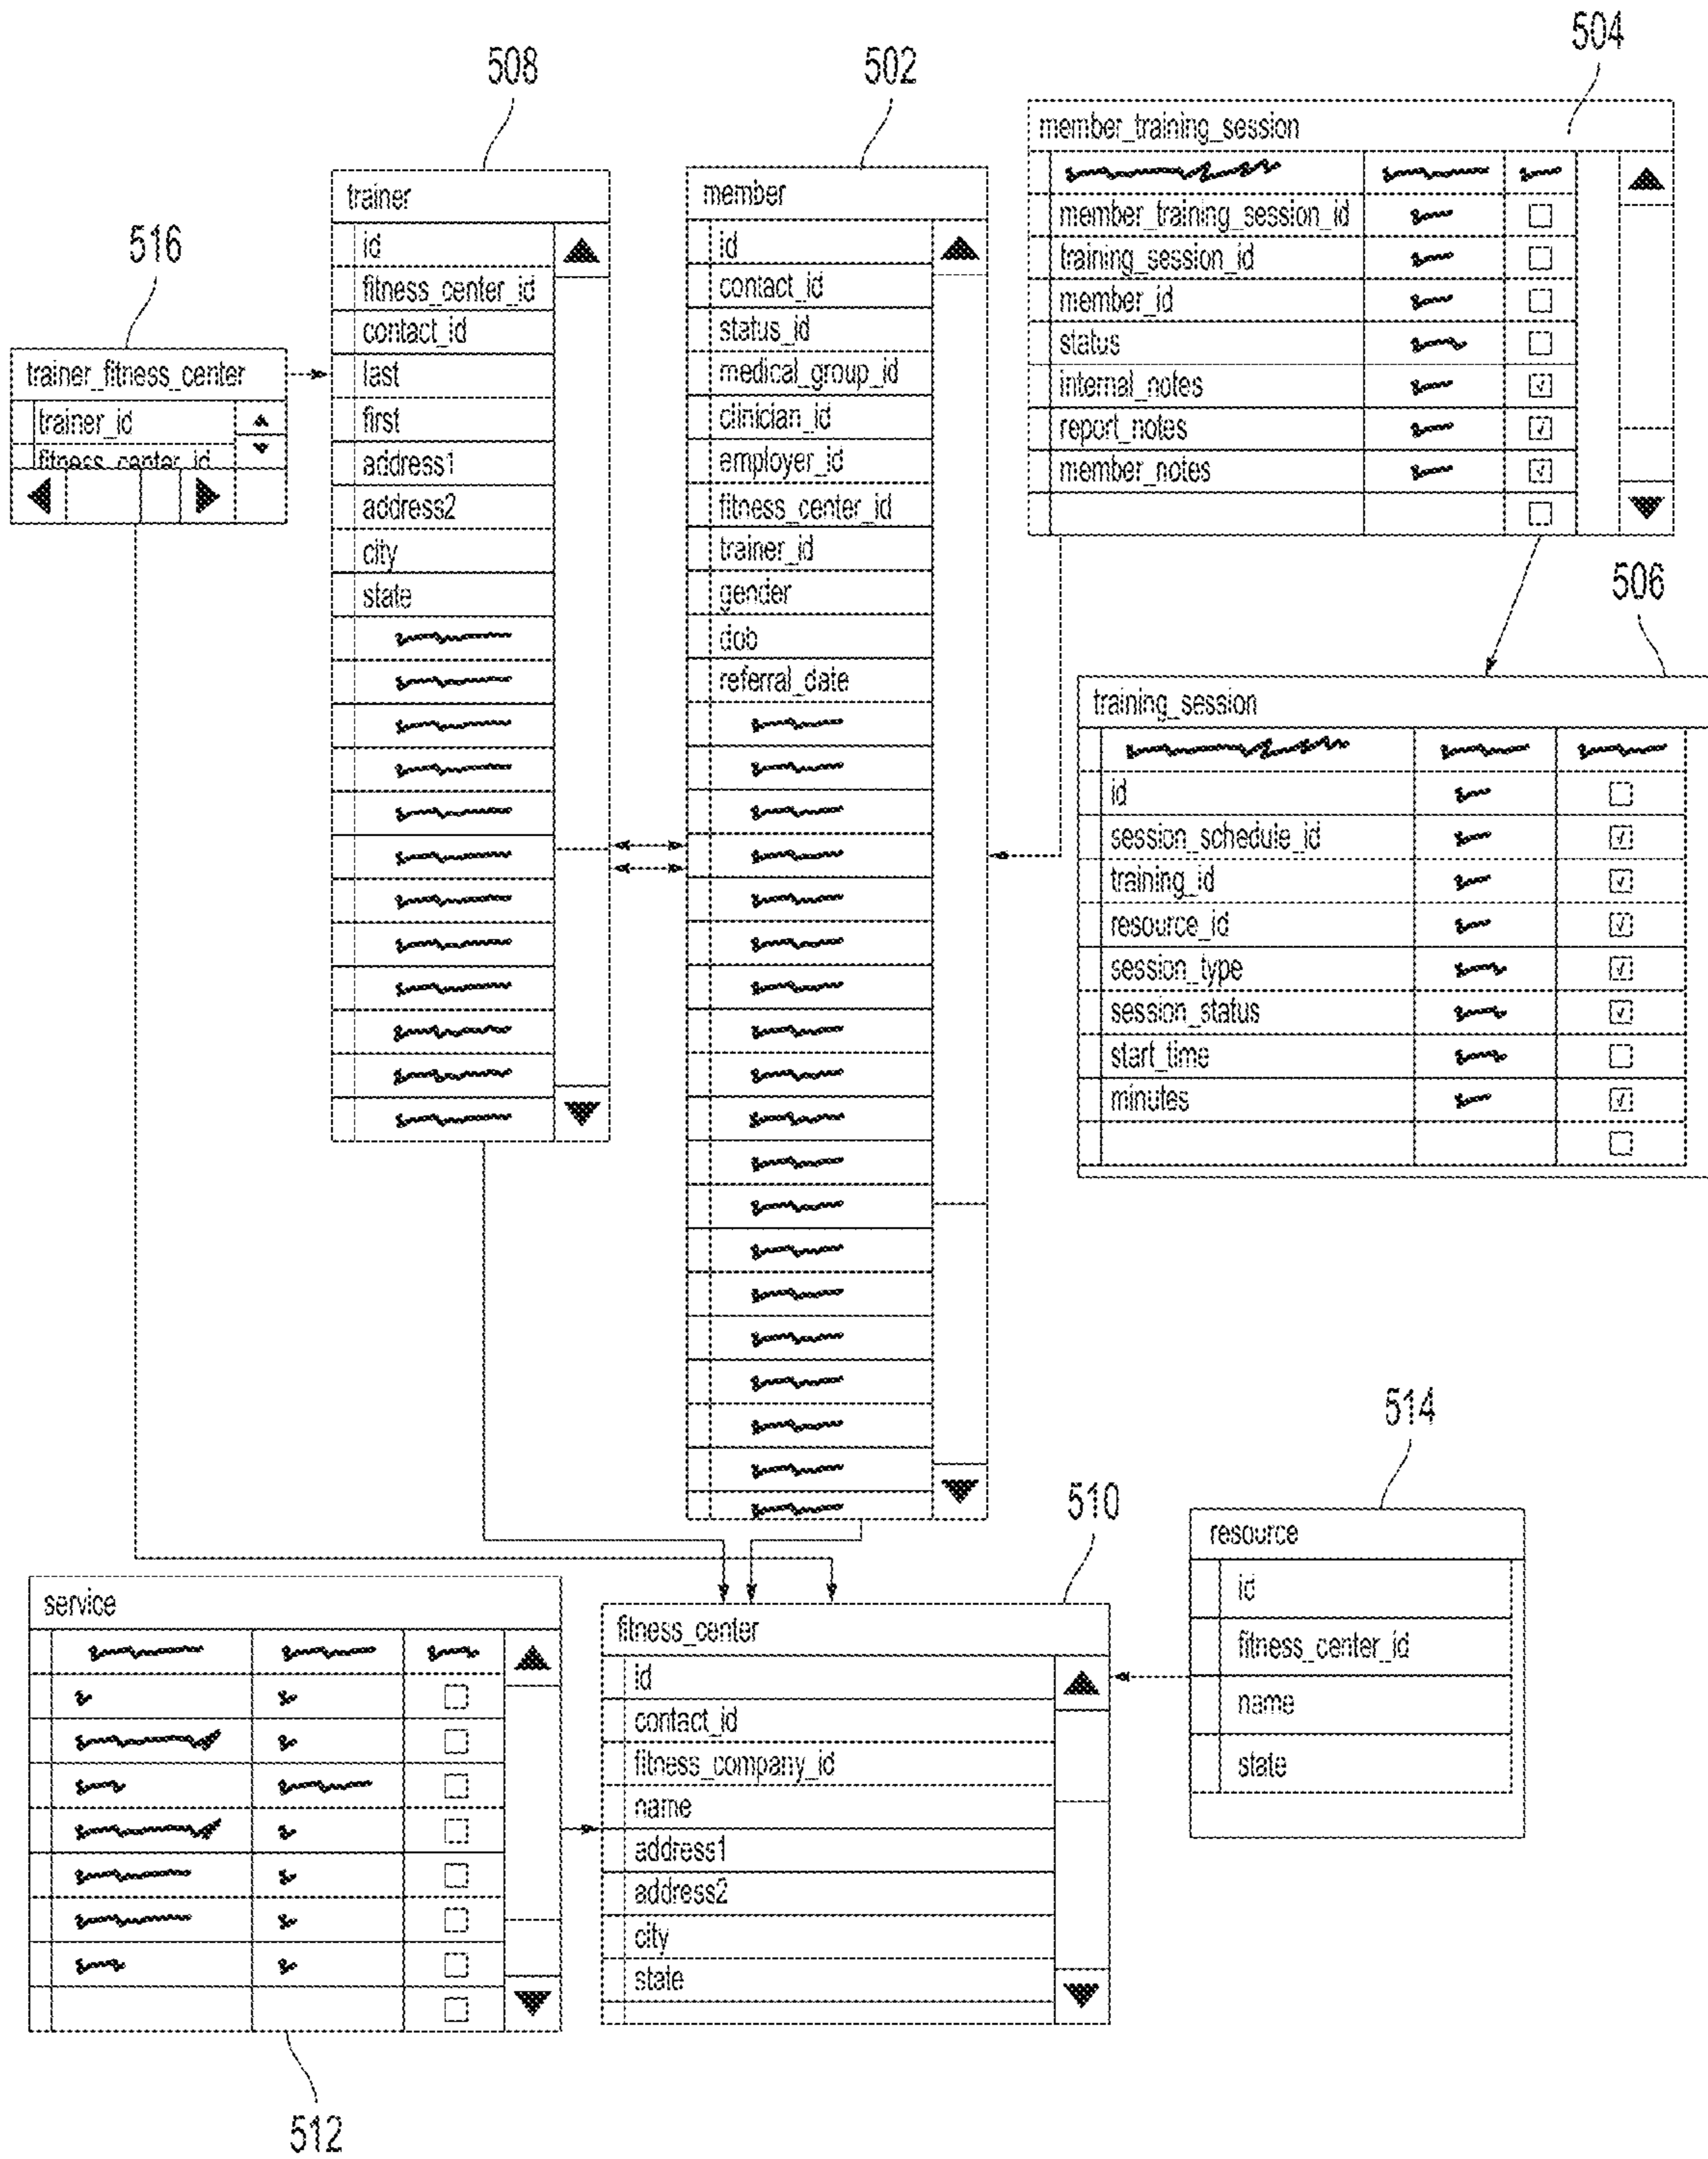 508
502
504
516
trainer_fitness_center
trainer_id
fitness_center_id
trainer
id
fitness_center_id
contact_id
last
first
address1
address2
city
state
member
id
contact_id
status_id
medical_group_id
clinician_id
employer_id
fitness_center_id
trainer_id
gender
dob
referral_date
member_training_session
member_training_session_id
training_session_id
member_id
status
internal_notes
report_notes
member_notes
506
training_session
id
session_schedule_id
training_id
resource_id
session_type
session_status
start_time
minutes
514
resource
id
fitness_center_id
name
state
510
fitness_center
id
contact_id
fitness_company_id
name
address1
address2
city
state
service
512